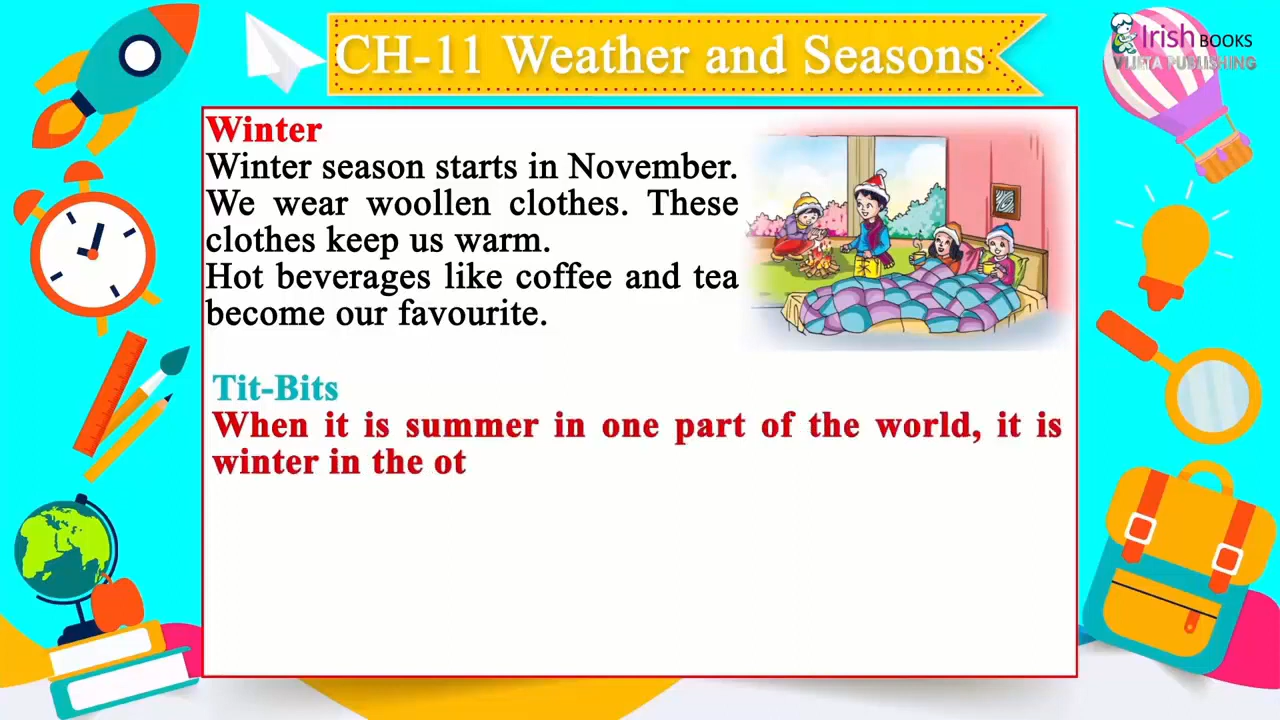 CH-11 Weather and Seasons
Irish BOOKS
VIJETA PUBLISHING
Winter
Winter season starts in November.
We wear woollen clothes. These
clothes keep us warm.
Hot beverages like coffee and tea
become our favourite.
Tit-Bits
When it is summer in one part of the world, it is
winter in the ot